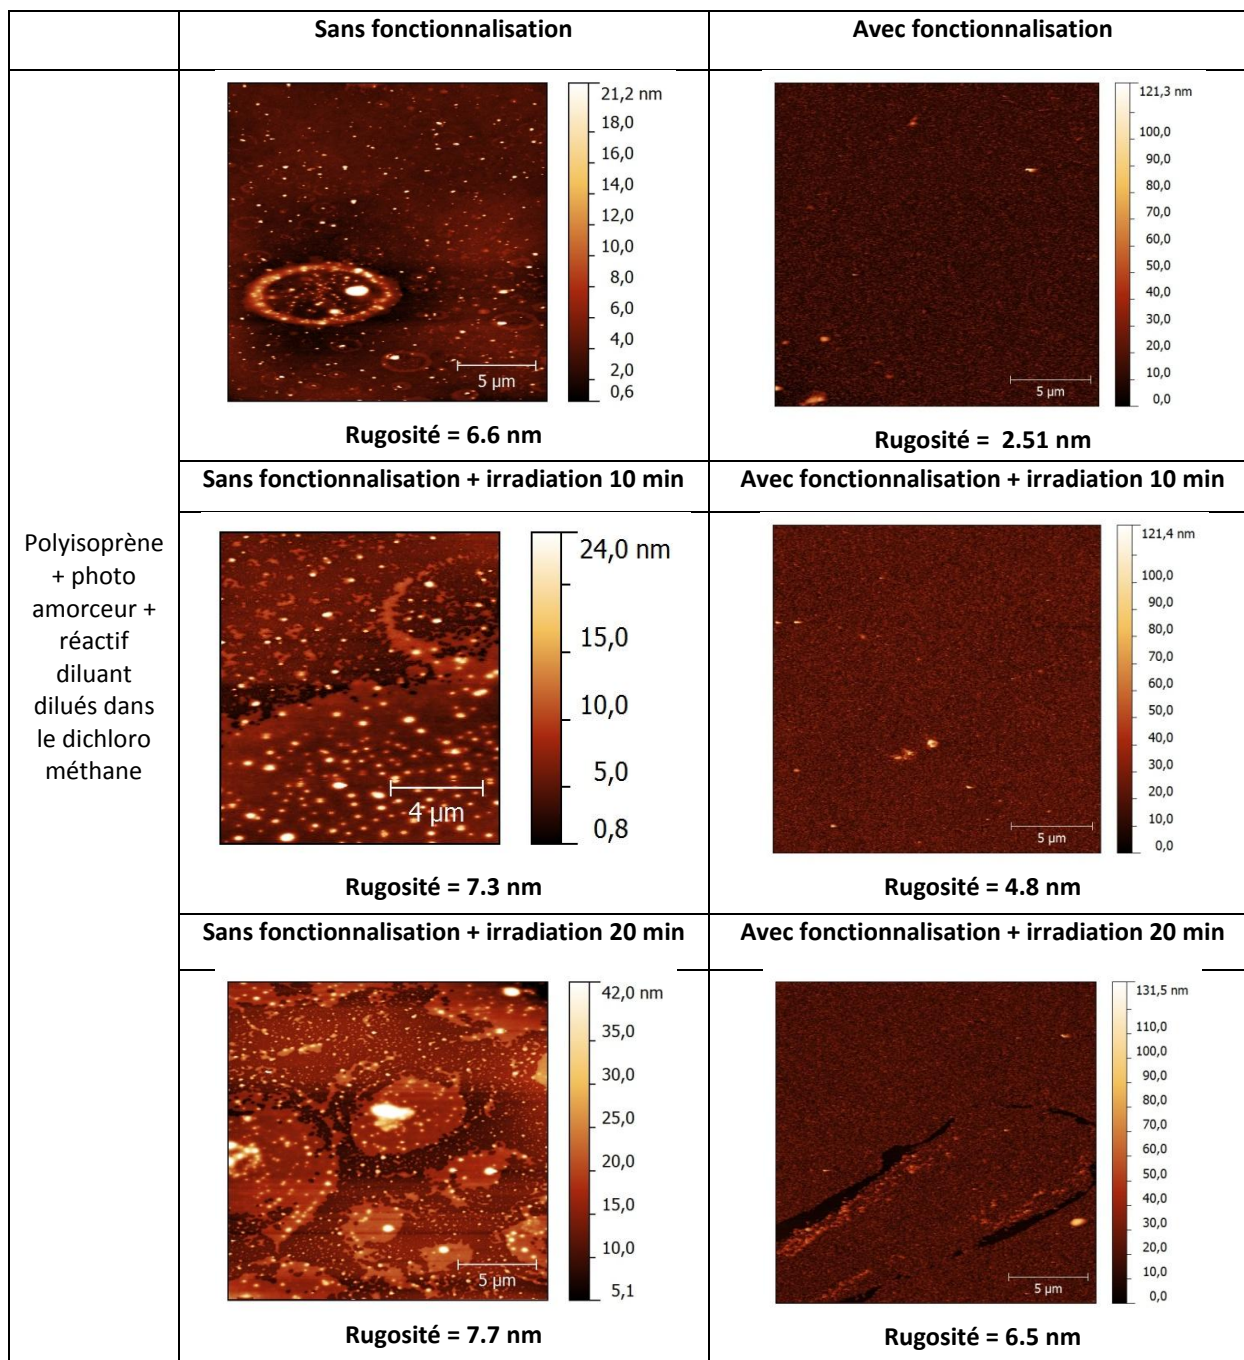 Sans fonctionnalisation
Avec fonctionnalisation
21,2 nm
18,0
16,0
14,0
12,0
10,0
8,0
6,0
4,0
2,0
0,6
5 µm
Rugosité = 6.6 nm
121,3 nm
100,0
90,0
80,0
70,0
60,0
50,0
40,0
30,0
20,0
10,0
0,0
5 µm
Rugosité = 2.51 nm
Sans fonctionnalisation + irradiation 10 min
Avec fonctionnalisation + irradiation 10 min
Polyisoprène
+ photo
amorceur +
réactif
diluant
dilués dans
le dichloro
méthane
24,0 nm
15,0
10,0
5,0
0,8
4 µm
Rugosité = 7.3 nm
121,4 nm
100,0
90,0
80,0
70,0
60,0
50,0
40,0
30,0
20,0
10,0
0,0
5 µm
Rugosité = 4.8 nm
Sans fonctionnalisation + irradiation 20 min
Avec fonctionnalisation + irradiation 20 min
42,0 nm
35,0
30,0
25,0
20,0
15,0
10,0
5,1
5 µm
Rugosité = 7.7 nm
131,5 nm
110,0
100,0
90,0
80,0
70,0
60,0
50,0
40,0
30,0
20,0
10,0
0,0
5 µm
Rugosité = 6.5 nm